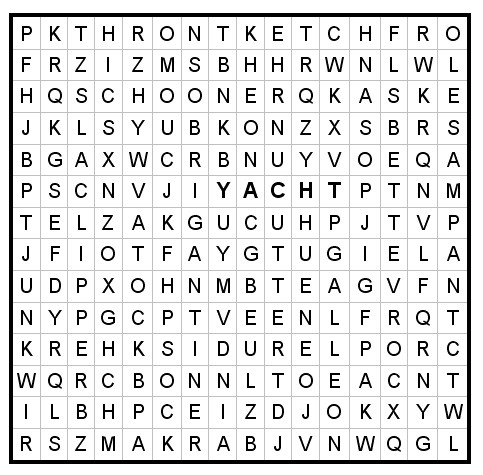 P K T H R O N T K E T C H F R O
F R Z I Z M S B H H R W N L W L
H Q S C H O O N E R Q K A S K E
J K L S Y U B K O N Z X S B R S
B G A X W C R B N U Y V O E Q A
P S C N V J I Y A C H T P T N M
T E L Z A K G U C U H P J T V P
J F I O T F A Y G T U G I E L A
U D P X O H N M B T E A G V F N
N Y P G C P T V E E N L F R Q T
K R E H K S I D U R E L P O R C
W Q R C B O N N L T O E A C N T
I L B H P C E I Z D J O K X Y W
R S Z M A K R A B J V N W Q G L